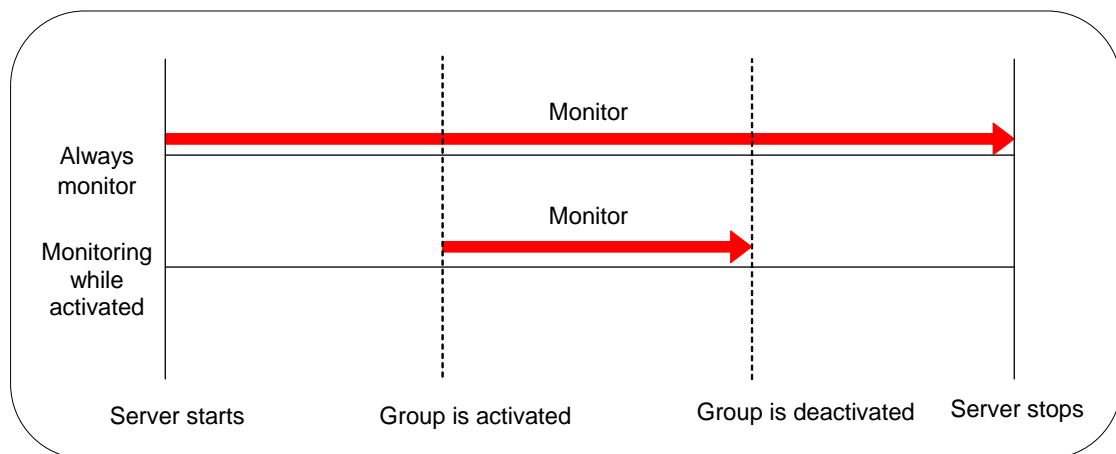 Monitor
Always
monitor
Monitor
Monitoring
while
activated
Server starts
Group is activated
Group is deactivated
Server stops